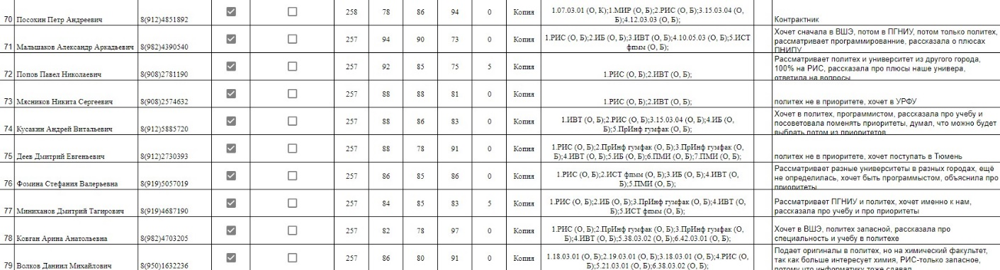 70 Посохин Петр Андреевич 8(912)4851892 258 78 86 94 0 Копия 1.07.03.01 (О, К);1.МИР (О, Б);2.РИС (О, Б);3.15.03.04 (О,
Б);4.12.03.03 (О, Б); Контрактник
71 Мальшаков Александр Аркадьевич 8(982)4390540 257 94 90 73 0 Копия 1.РИС (О, Б);2.ИБ (О, Б);3.ИВТ (О, Б);4.10.05.03 (О, Б);5.ИСТ
фпмм (О, Б);
Хочет сначала в ВШЭ, потом в ПГНИУ, потом только политех,
рассматривает программирование, рассказала о плюсах
ПНИПУ
72 Попов Павел Николаевич 8(908)2781190 257 92 85 75 5 Копия 1.РИС (О, Б);2.ИВТ (О, Б);
Рассматривает политех и университет из другого города,
100% на РИС, рассказала про плюсы наше универа,
ответила на вопросы
73 Мясников Никита Сергеевич 8(908)2574632 257 88 88 81 0 Копия 1.РИС (О, Б);2.ИВТ (О, Б); политех не в приоритете, хочет в УРФУ
74 Кусакин Андрей Витальевич 8(912)5885720 257 88 86 83 0 Копия 1.ИВТ (О, Б);2.РИС (О, Б);3.15.03.04 (О, Б);4.ИБ (О,
Б);5.ПрИнф гумфак (О, Б);
Хочет в политех, программистом, рассказала про учебу и
посоветовала поменять приоритеты, думал, что можно будет
выбрать потом из приоритетов
75 Деев Дмитрий Евгеньевич 8(912)2730393 257 88 78 91 0 Копия 1.РИС (О, Б);2.ПрИнф гумфак (О, Б);3.ПрИнф гумфак (О,
Б);4.ИВТ (О, Б);5.ИБ (О, Б);6.ПМИ (О, Б);7.ПМИ (О, Б); политех не в приоритете, хочет поступать в Тюмень
76 Фомина Стефания Валерьевна 8(919)5057019 257 86 85 86 0 Копия 1.РИС (О, Б);2.ИСТ фпмм (О, Б);3.ИБ (О, Б);4.ИВТ (О,
Б);5.ПМИ (О, Б);
Рассматривает разные университеты в разных городах, ещё
не определилась, хочет быть программыстом, объяснила про
приоритеты
77 Миниханов Дмитрий Тагирович 8(919)4687190 257 84 85 83 5 Копия 1.РИС (О, Б);2.ИБ (О, Б);3.ПрИнф гумфак (О, Б);4.ИВТ (О,
Б);5.ИСТ фпмм (О, Б);
Рассматривает ПГНИУ и политех, хочет именно к нам,
рассказала про учебу и про приоритеты
78 Ковган Арина Анатольевна 8(982)4703205 257 82 78 97 0 Копия 1.РИС (О, Б);2.ПрИнф гумфак (О, Б);3.ПрИнф гумфак (О,
Б);4.ИВТ (О, Б);5.38.03.02 (О, Б);6.42.03.01 (О, Б);
Хочет в ВШЭ, политех запасной, рассказала про
специальность и учебу в политехе
79 Волков Даниил Михайлович 8(950)1632236 257 86 80 91 0 Копия 1.18.03.01 (О, Б);2.19.03.01 (О, Б);3.18.03.01 (О, Б);4.РИС (О,
Б);5.21.03.01 (О, Б);6.38.03.02 (О, Б);
Подает оригиналы в политех, но на химический факультет,
так как больше интересует химия, РИС-только запасное,
потому что информатику тоже сдавал